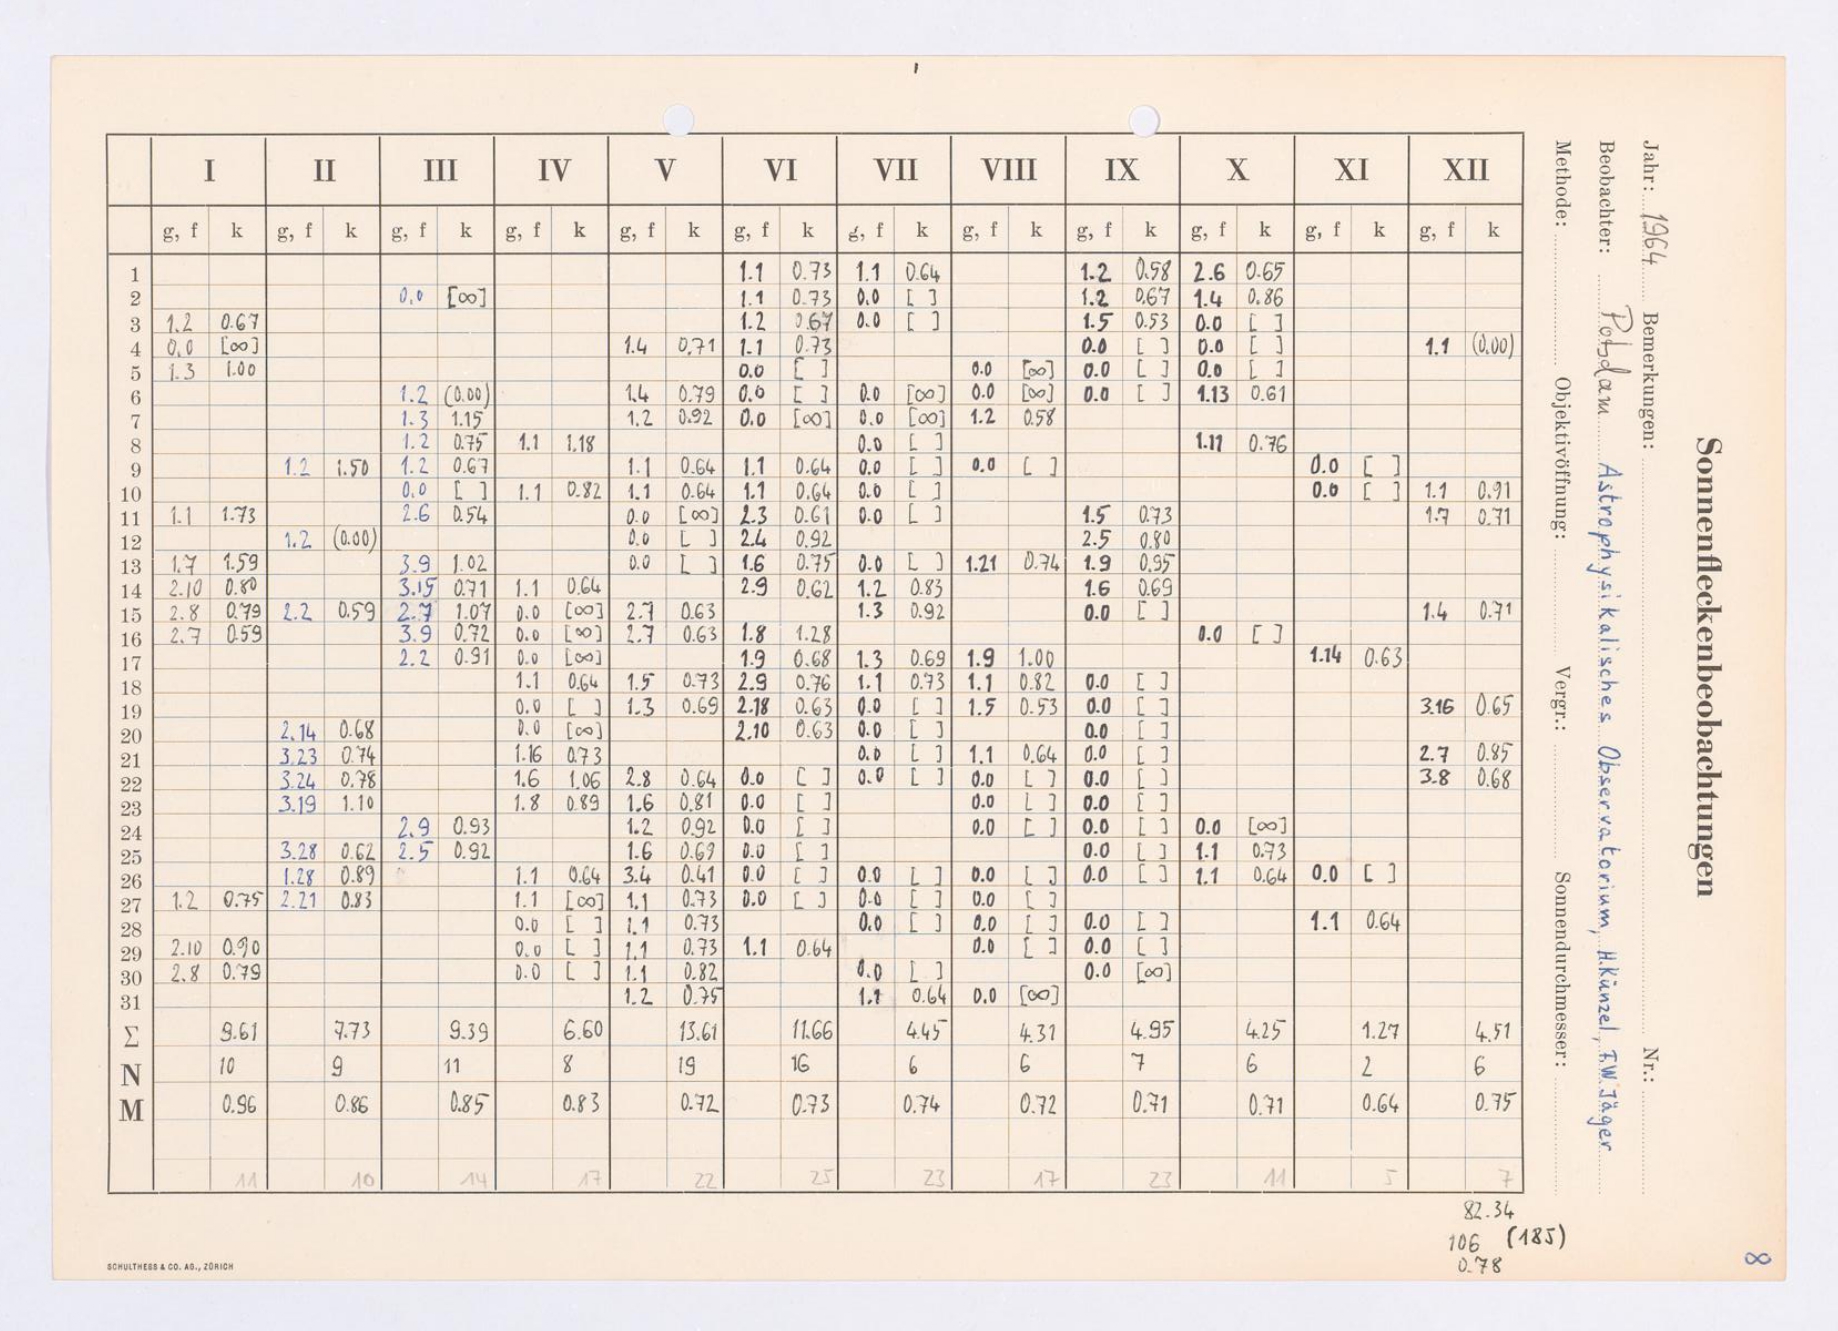 Sonnenfleckenbeobachtungen
Jahr: 1964 Bemerkungen: Nr.:
Beobachter: Potsdam Astrophysikalisches Observatorium, H.Künzel, F.W.Jäger
Methode: Objektivöffnung: Vergr.: Sonnendurchmesser:
I II III IV V VI VII VIII IX X XI XII
g, f k g, f k g, f k g, f k g, f k g, f k g, f k g, f k g, f k g, f k g, f k g, f k
1 1.1 0.73 1.1 0.64 1.2 0.58 2.6 0.65
2 0.0 [∞] 1.1 0.73 0.0 [ ] 1.2 0.67 1.4 0.86
3 1.2 0.67 1.2 0.67 0.0 [ ] 1.5 0.53 0.0 [ ]
4 0.0 [∞] 1.4 0.71 1.1 0.73 0.0 [ ] 0.0 [ ] 1.1 (0.00)
5 1.3 1.00 0.0 [ ] 0.0 [∞] 0.0 [ ] 0.0 [ ]
6 1.2 (0.00) 1.4 0.79 0.0 [ ] 0.0 [∞] 0.0 [∞] 0.0 [ ] 1.13 0.61
7 1.3 1.15 1.2 0.92 0.0 [∞] 0.0 [∞] 1.2 0.58
8 1.2 0.75 1.1 1.18 0.0 [ ] 1.11 0.76
9 1.2 1.50 1.2 0.67 1.1 0.64 1.1 0.64 0.0 [ ] 0.0 [ ] 0.0 [ ]
10 0.0 [ ] 1.1 0.82 1.1 0.64 1.1 0.64 0.0 [ ] 0.0 [ ] 1.1 0.91
11 1.1 1.73 2.6 0.54 0.0 [∞] 2.3 0.61 0.0 [ ] 1.5 0.73 1.7 0.71
12 1.2 (0.00) 0.0 [ ] 2.4 0.92 2.5 0.80
13 1.7 1.59 3.9 1.02 0.0 [ ] 1.6 0.75 0.0 [ ] 1.21 0.74 1.9 0.95
14 2.10 0.80 3.15 0.71 1.1 0.64 2.9 0.62 1.2 0.83 1.6 0.69
15 2.8 0.79 2.2 0.59 2.7 1.07 0.0 [∞] 2.7 0.63 1.3 0.92 0.0 [ ] 1.4 0.71
16 2.7 0.59 3.9 0.72 0.0 [∞] 2.7 0.63 1.8 1.28 0.0 [ ]
17 2.2 0.91 0.0 [∞] 1.9 0.68 1.3 0.69 1.9 1.00 1.14 0.63
18 1.1 0.64 1.5 0.73 2.9 0.76 1.1 0.73 1.1 0.82 0.0 [ ]
19 0.0 [ ] 1.3 0.69 2.18 0.63 0.0 [ ] 1.5 0.53 0.0 [ ] 3.16 0.65
20 2.14 0.68 0.0 [∞] 2.10 0.63 0.0 [ ] 0.0 [ ]
21 3.23 0.74 1.16 0.73 0.0 [ ] 1.1 0.64 0.0 [ ] 2.7 0.85
22 3.24 0.78 1.6 1.06 2.8 0.64 0.0 [ ] 0.0 [ ] 0.0 [ ] 0.0 [ ] 3.8 0.68
23 3.19 1.10 1.8 0.89 1.6 0.81 0.0 [ ] 0.0 [ ] 0.0 [ ]
24 2.9 0.93 1.2 0.92 0.0 [ ] 0.0 [ ] 0.0 [ ] 0.0 [∞]
25 3.28 0.62 2.5 0.92 1.6 0.69 0.0 [ ] 0.0 [ ] 1.1 0.73
26 1.28 0.89 1.1 0.64 3.4 0.41 0.0 [ ] 0.0 [ ] 0.0 [ ] 0.0 [ ] 1.1 0.64 0.0 [ ]
27 1.2 0.75 2.21 0.83 1.1 [∞] 1.1 0.73 0.0 [ ] 0.0 [ ] 0.0 [ ]
28 0.0 [ ] 1.1 0.73 0.0 [ ] 0.0 [ ] 0.0 [ ] 1.1 0.64
29 2.10 0.90 0.0 [ ] 1.1 0.73 1.1 0.64 0.0 [ ] 0.0 [ ]
30 2.8 0.79 0.0 [ ] 1.1 0.82 0.0 [ ] 0.0 [∞]
31 1.2 0.75 1.1 0.64 0.0 [∞]
Σ 9.61 7.73 9.39 6.60 13.61 11.66 4.45 4.31 4.95 4.25 1.27 4.51
N 10 9 11 8 19 16 6 6 7 6 2 6
M 0.96 0.86 0.85 0.83 0.72 0.73 0.74 0.72 0.71 0.71 0.64 0.75
11 10 14 17 22 25 23 17 23 11 5 7
82.34
106 (185)
0.78
8
SCHULTHESS & CO. AG., ZÜRICH